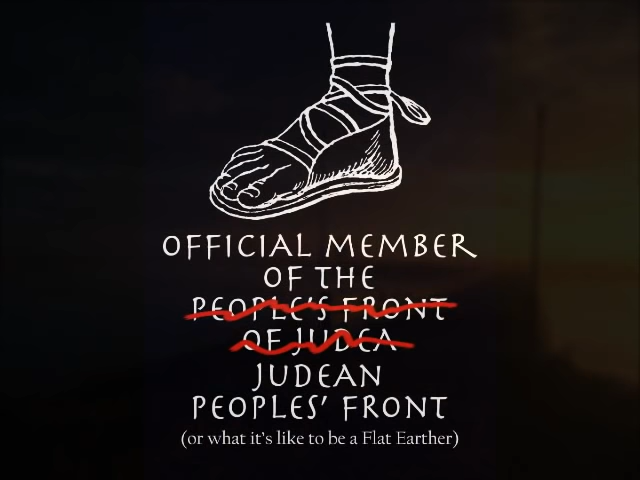 OFFICIAL MEMBER
OF THE
PEOPLE'S FRONT
OF JUDEA
JUDEAN
PEOPLES' FRONT
(or what it's like to be a Flat Earther)